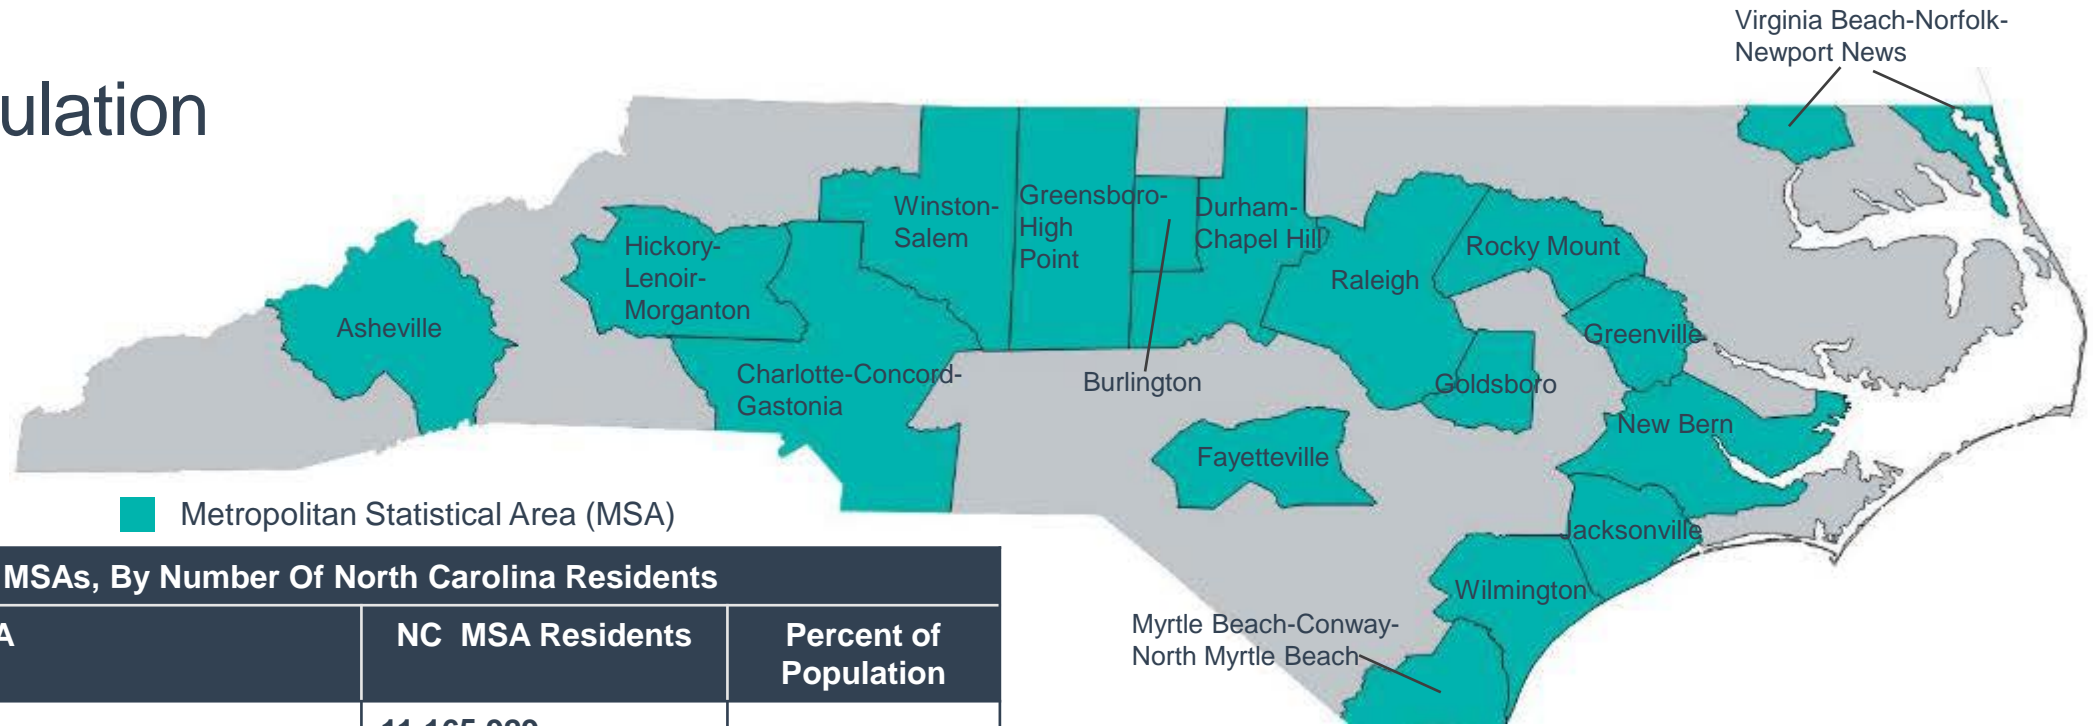 Virginia Beach-Norfolk-
Newport News
ulation
Winston-
Salem
Greensboro-
High
Point
Durham-
Chapel Hill
Hickory-
Lenoir-
Morganton
Rocky Mount
Raleigh
Asheville
Greenville
Charlotte-Concord-
Gastonia
Burlington
Goldsboro
New Bern
Fayetteville
Metropolitan Statistical Area (MSA)
Jacksonville
MSAs, By Number Of North Carolina Residents
Wilmington
Myrtle Beach-Conway-
North Myrtle Beach
A
NC MSA Residents
Percent of
Population